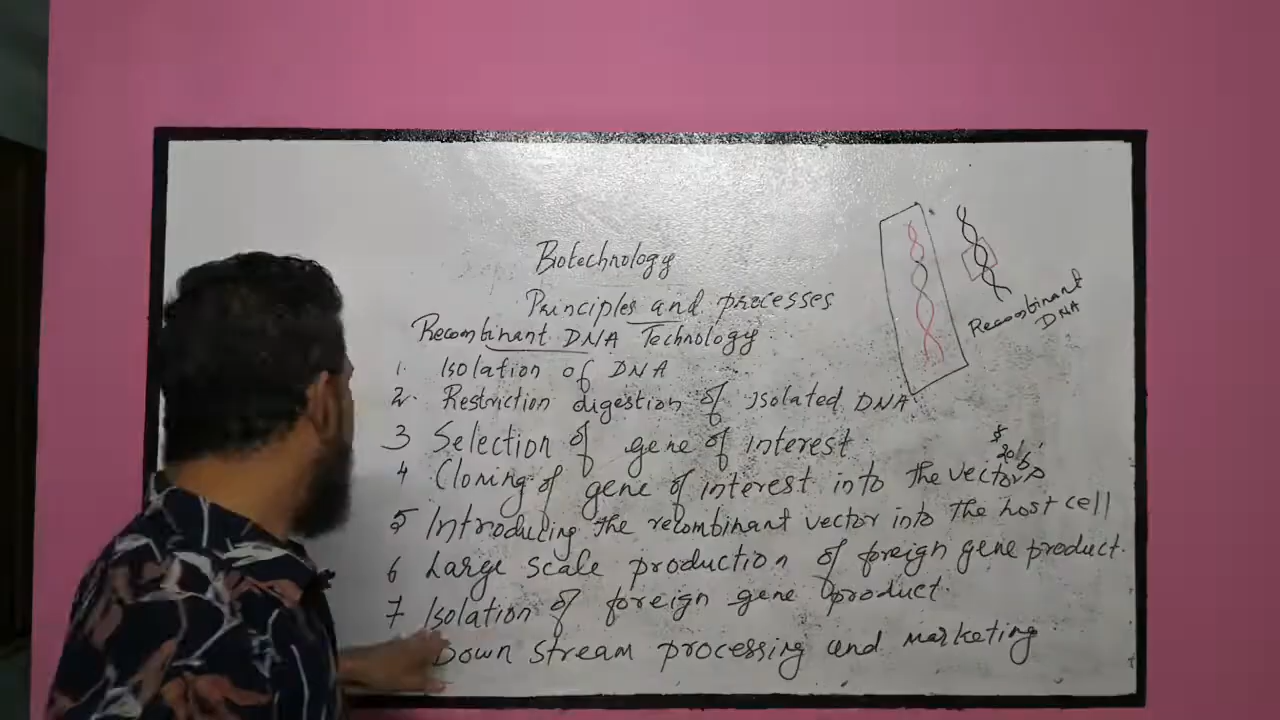 Biotechnology
Principles and processes
Recombinant DNA Technology
1. Isolation of DNA
2. Restriction digestion of Isolated DNA
3 Selection of gene of interest
4 Cloning of gene of interest into the vectors
5 Introducing the recombinant vector into the host cell
6 Large scale production of foreign gene product.
7 Isolation of foreign gene product.
Down stream processing and marketing
Recombinant
DNA